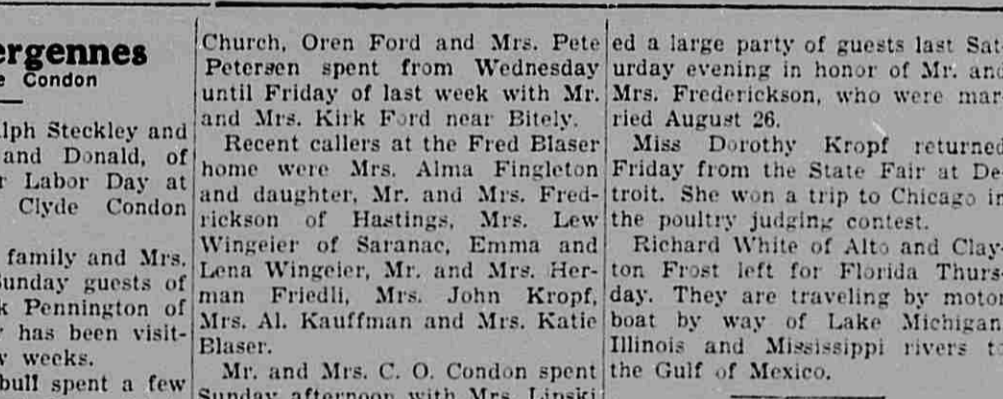 ergennes
e Condon
lph Steckley and
and Donald, of
r Labor Day at
Clyde Condon
family and Mrs.
Sunday guests of
k Pennington of
r has been visit-
w weeks.
bull spent a few
Church, Oren Ford and Mrs. Pete
Petersen spent from Wednesday
until Friday of last week with Mr.
and Mrs. Kirk Ford near Bitely.
Recent callers at the Fred Blaser
home were Mrs. Alma Fingleton
and daughter, Mr. and Mrs. Fred-
rickson of Hastings, Mrs. Lew
Wingeier of Saranac, Emma and
Lena Wingeier, Mr. and Mrs. Her-
man Friedli, Mrs. John Kropf,
Mrs. Al. Kauffman and Mrs. Katie
Blaser.
Mr. and Mrs. C. O. Condon spent
Sunday afternoon with Mrs. Linski
ed a large party of guests last Sat
urday evening in honor of Mr. and
Mrs. Frederickson, who were mar
ried August 26.
Miss Dorothy Kropf returned
Friday from the State Fair at De
troit. She won a trip to Chicago in
the poultry judging contest.
Richard White of Alto and Clay
ton Frost left for Florida Thurs-
day. They are traveling by motor
boat by way of Lake Michigan
Illinois and Mississippi rivers t
the Gulf of Mexico.